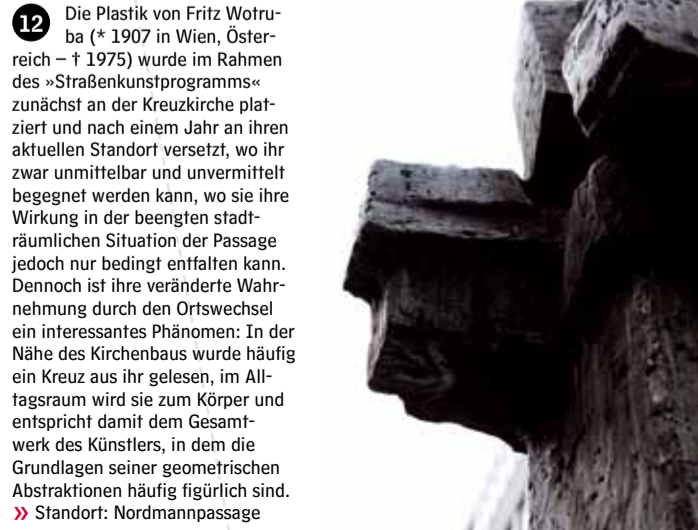 12 Die Plastik von Fritz Wotru-
ba (* 1907 in Wien, Öster-
reich – † 1975) wurde im Rahmen
des »Straßenkunstprogramms«
zunächst an der Kreuzkirche plat-
ziert und nach einem Jahr an ihren
aktuellen Standort versetzt, wo ihr
zwar unmittelbar und unvermittelt
begegnet werden kann, wo sie ihre
Wirkung in der beengten stadt-
räumlichen Situation der Passage
jedoch nur bedingt entfalten kann.
Dennoch ist ihre veränderte Wahr-
nehmung durch den Ortswechsel
ein interessantes Phänomen: In der
Nähe des Kirchenbaus wurde häufig
ein Kreuz aus ihr gelesen, im All-
tagsraum wird sie zum Körper und
entspricht damit dem Gesamt-
werk des Künstlers, in dem die
Grundlagen seiner geometrischen
Abstraktionen häufig figürlich sind.
» Standort: Nordmannpassage